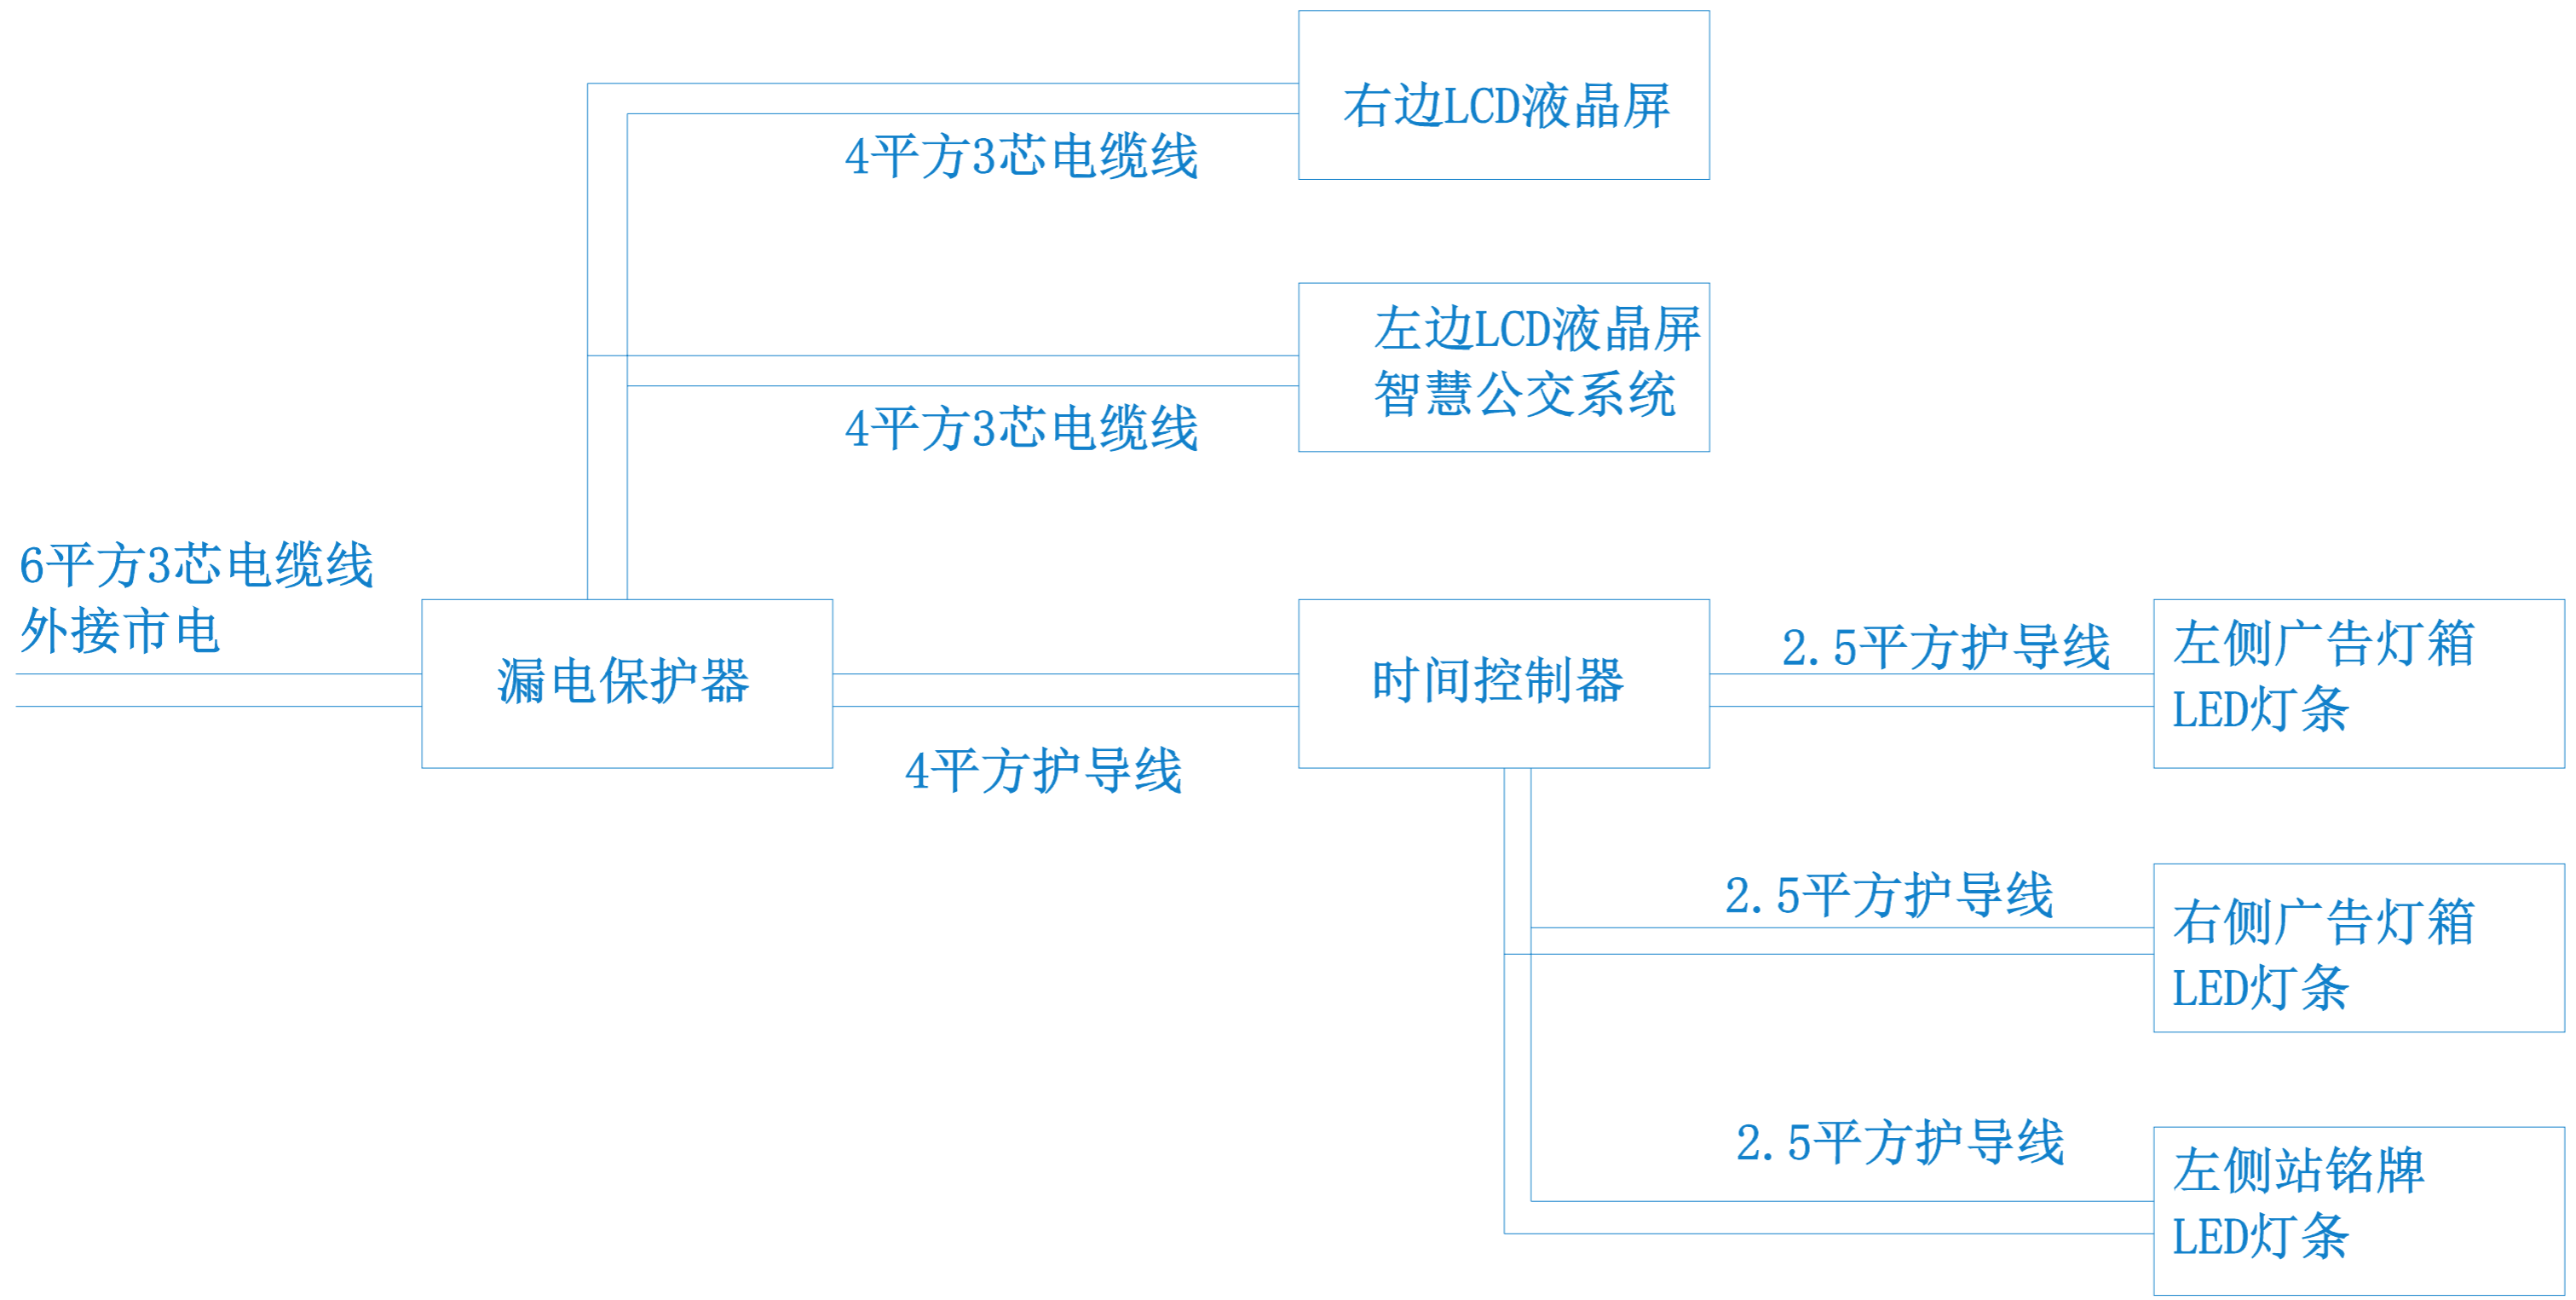 右边LCD液晶屏
4平方3芯电缆线
左边LCD液晶屏
智慧公交系统
4平方3芯电缆线
6平方3芯电缆线
外接市电
漏电保护器
4平方护导线
时间控制器
2.5平方护导线
左侧广告灯箱
LED灯条
2.5平方护导线
右侧广告灯箱
LED灯条
2.5平方护导线
左侧站铭牌
LED灯条